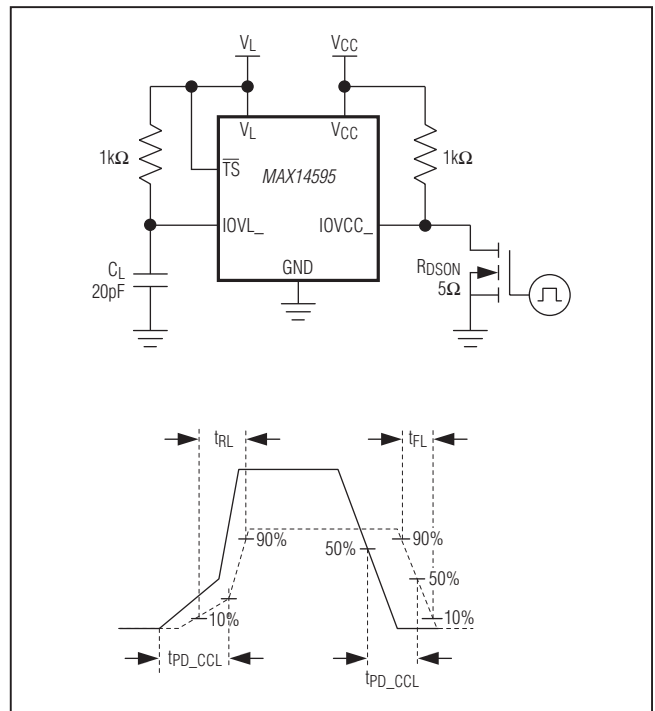 VL VCC
VL VCC
1kΩ 1kΩ
TS
MAX14595
IOVL_ IOVCC_
CL
20pF
GND
RDSON
5Ω
tRL tFL
90% 50% 90%
50%
10% 10%
tPD_CCL tPD_CCL